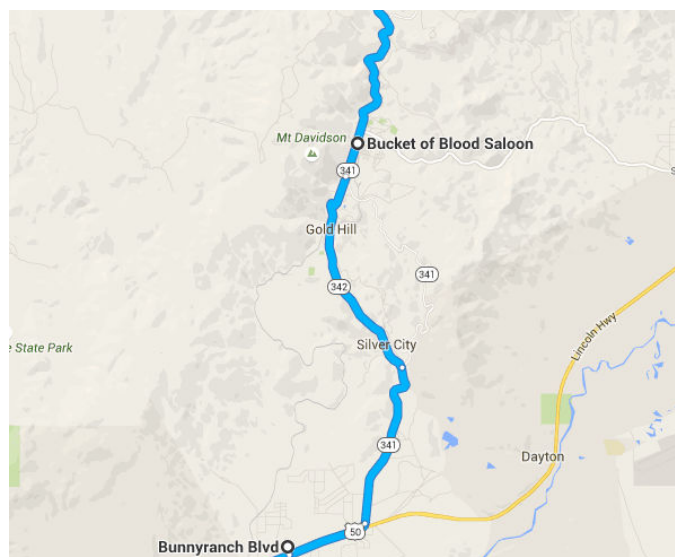 Mt Davidson
Bucket of Blood Saloon
341
S
Gold Hill
341
342
Lincoln Hwy
Silver City
e State Park
341
Dayton
50
Bunnyranch Blvd